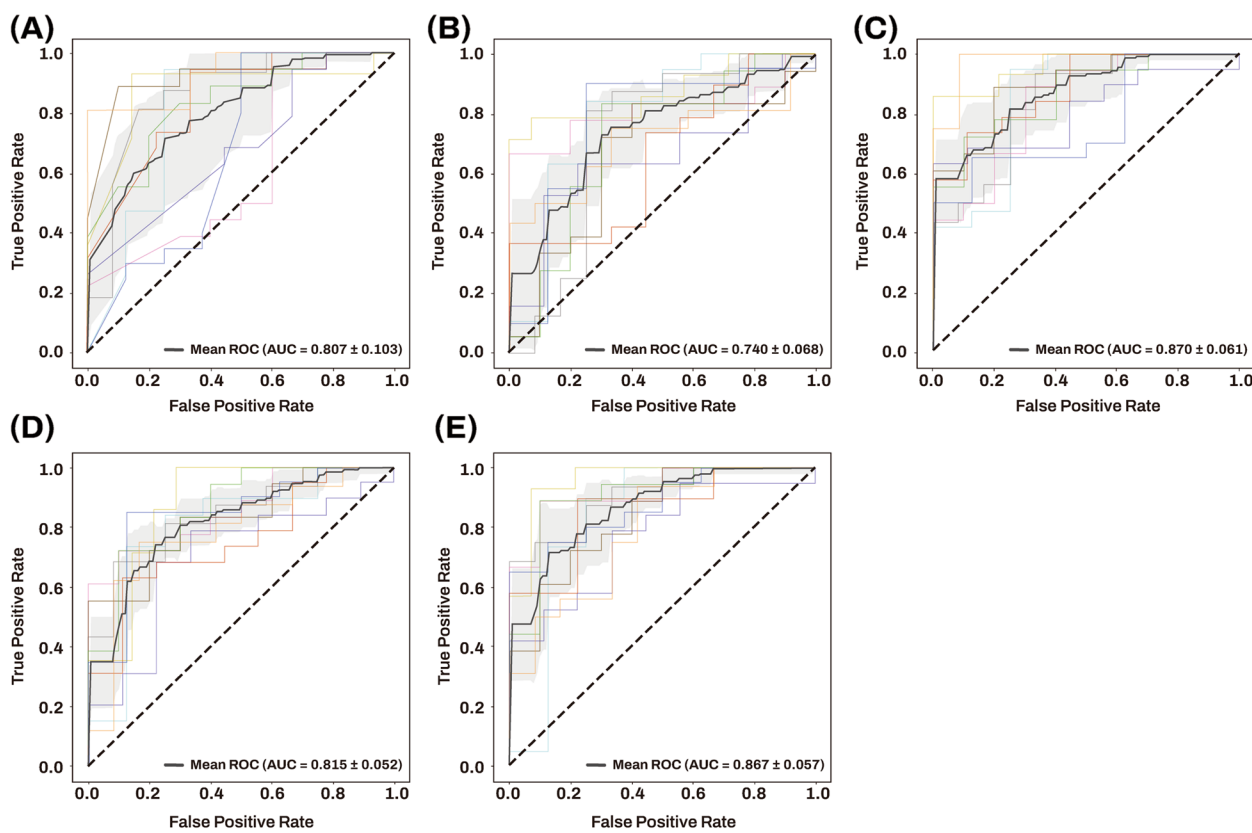 (A)
1.0
0.8
0.6
0.4
0.2
0.0
True Positive Rate
Mean ROC (AUC = 0.807 ± 0.103)
0.0 0.2 0.4 0.6 0.8 1.0
False Positive Rate
(B)
1.0
0.8
0.6
0.4
0.2
0.0
True Positive Rate
Mean ROC (AUC = 0.740 ± 0.068)
0.0 0.2 0.4 0.6 0.8 1.0
False Positive Rate
(C)
1.0
0.8
0.6
0.4
0.2
0.0
True Positive Rate
Mean ROC (AUC = 0.870 ± 0.061)
0.0 0.2 0.4 0.6 0.8 1.0
False Positive Rate
(D)
1.0
0.8
0.6
0.4
0.2
0.0
True Positive Rate
Mean ROC (AUC = 0.815 ± 0.052)
0.0 0.2 0.4 0.6 0.8 1.0
False Positive Rate
(E)
1.0
0.8
0.6
0.4
0.2
0.0
True Positive Rate
Mean ROC (AUC = 0.867 ± 0.057)
0.0 0.2 0.4 0.6 0.8 1.0
False Positive Rate